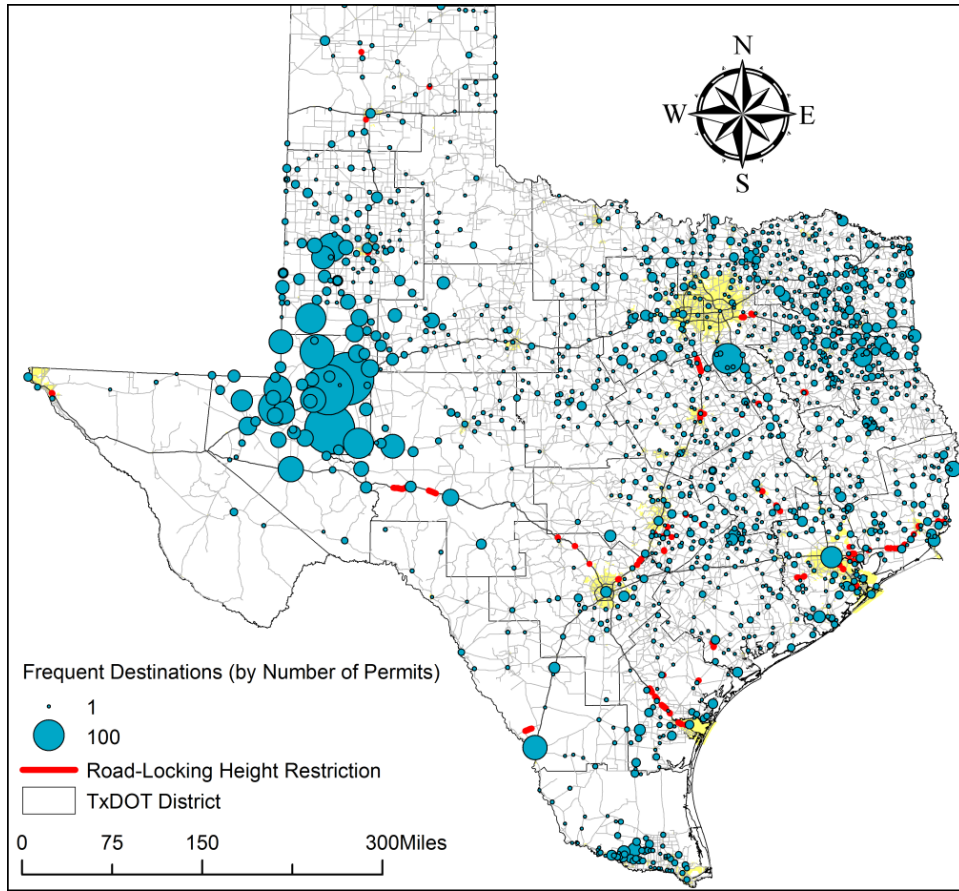 N
W E
S
Frequent Destinations (by Number of Permits)
1
100
Road-Locking Height Restriction
TxDOT District
0 75 150 300Miles